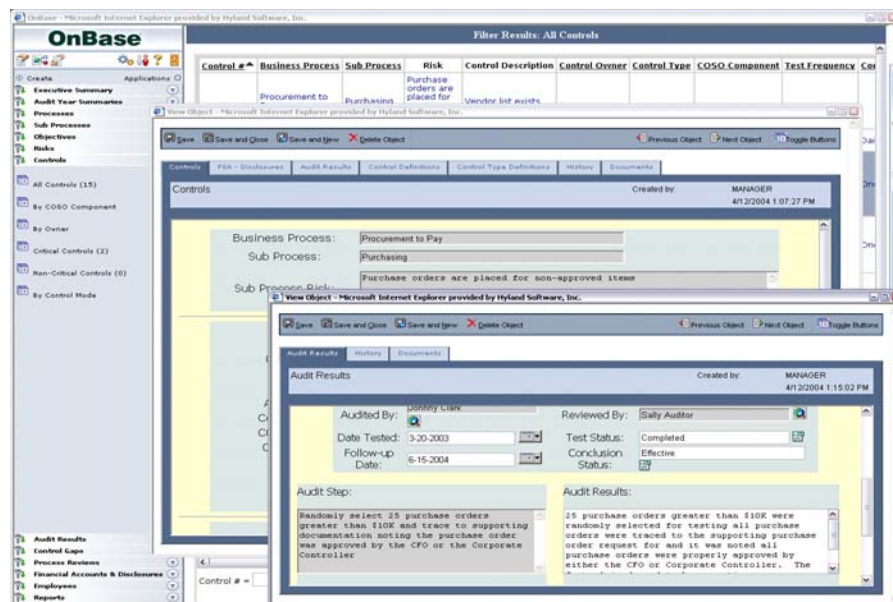 OnBase - Microsoft Internet Explorer provided by Hyland Software, Inc.
OnBase
Filter Results: All Controls
Create
Applications
Executive Summary
Audit Year Summaries
Processes
Sub Processes
Objectives
Risks
Controls
All Controls (15)
By COSO Component
By Owner
Critical Controls (2)
Non-Critical Controls (0)
By Control Mode
Audit Results
Control Gaps
Process Reviews
Financial Accounts & Disclosures
Employees
Reports
Control # Business Process Sub Process Risk Control Description Control Owner Control Type COSO Component Test Frequency
Purchase
orders are
placed for
Procurement to
Purchasing
Vendor list exists
Control # =
View Object - Microsoft Internet Explorer provided by Hyland Software, Inc.
Save Save and Close Save and New Delete Object Previous Object Next Object Toggle Buttons
Controls FSA - Disclosures Audit Results Control Definitions Control Type Definitions History Documents
Controls Created by: MANAGER
4/12/2004 1:07:27 PM
Business Process: Procurement to Pay
Sub Process: Purchasing
Sub Process Risk: Purchase orders are placed for non-approved items
View Object - Microsoft Internet Explorer provided by Hyland Software, Inc.
Save Save and Close Save and New Delete Object Previous Object Next Object Toggle Buttons
Audit Results History Documents
Audit Results Created by: MANAGER
4/12/2004 1:15:02 PM
Audited By: Johnny Clark Reviewed By: Sally Auditor
Date Tested: 3-20-2003 Test Status: Completed
Follow-up Date: 6-15-2004 Conclusion Status: Effective
Audit Step:
Randomly select 25 purchase orders
greater than $10K and trace to supporting
documentation noting the purchase order
was approved by the CFO or the Corporate
Controller
Audit Results:
25 purchase orders greater than $10K were
randomly selected for testing all purchase
orders were traced to the supporting purchase
order request for and it was noted all
purchase orders were properly approved by
either the CFO or Corporate Controller. The